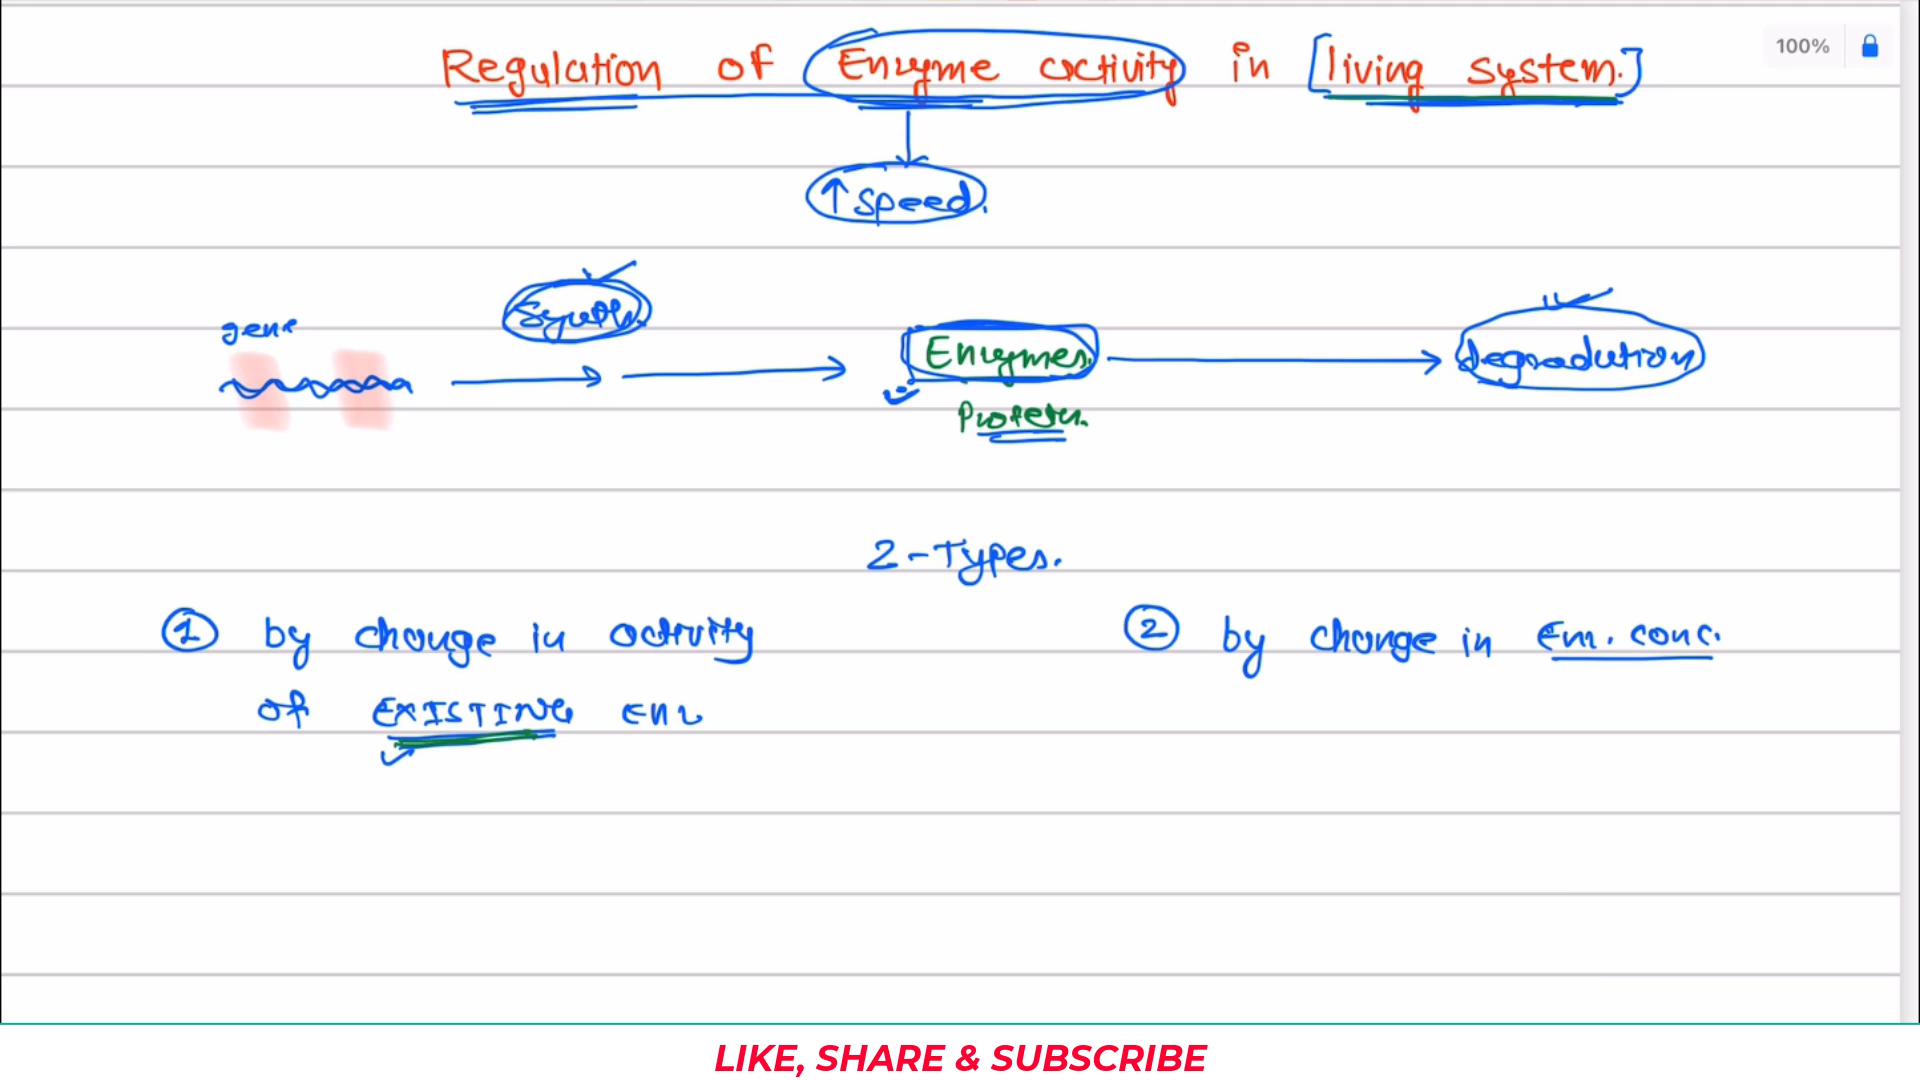 Regulation of Enzyme activity in [living system.]
100%
↑ Speed.
gene
Synth.
Enzymes.
degradation
Protein.
2-Types.
① by change in activity
of EXISTING Enz
② by change in Enz. conc.
LIKE, SHARE & SUBSCRIBE